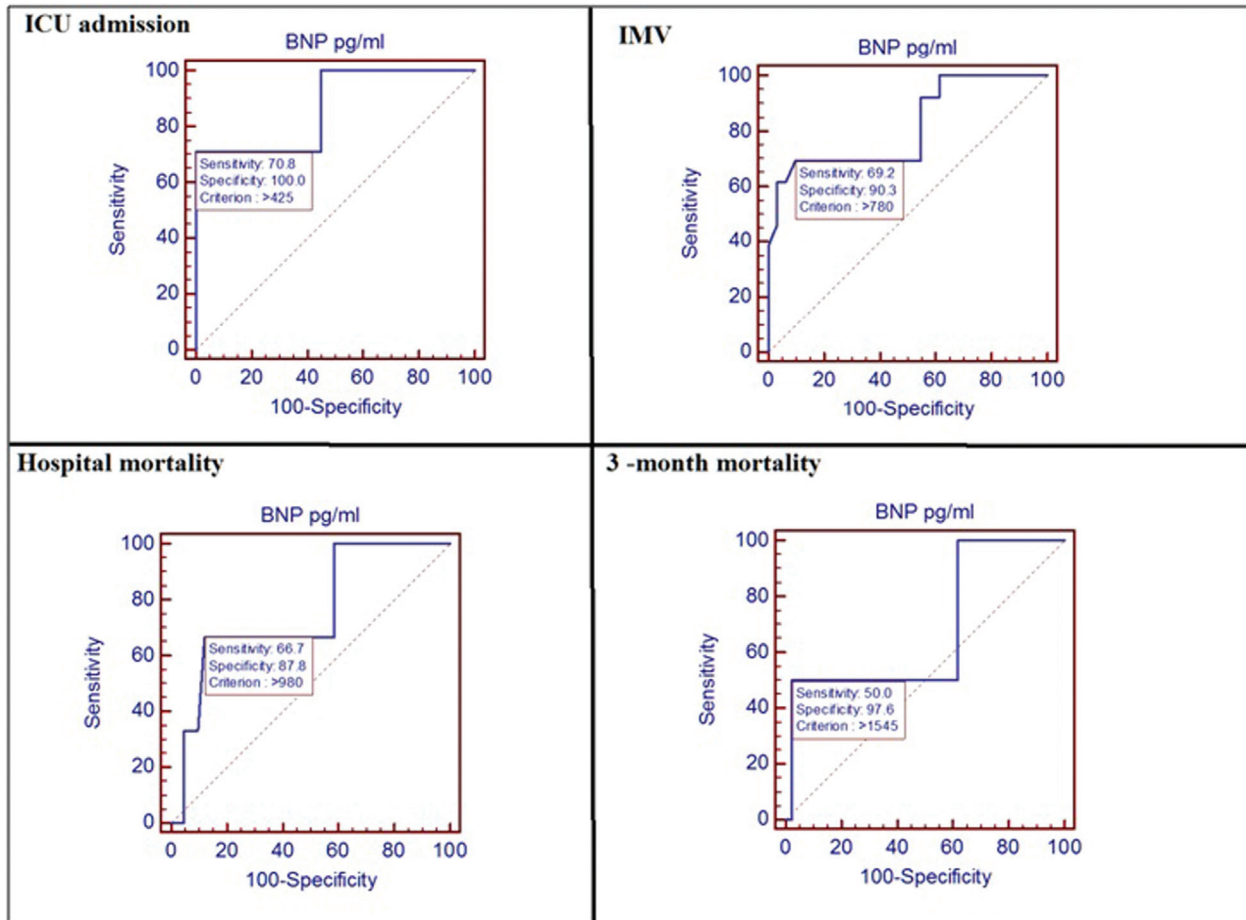 ICU admission
BNP pg/ml
100
80
60
40
20
0
Sensitivity
Sensitivity: 70.8
Specificity: 100.0
Criterion : >425
0 20 40 60 80 100
100-Specificity
IMV
BNP pg/ml
100
80
60
40
20
0
Sensitivity
Sensitivity: 69.2
Specificity: 90.3
Criterion : >780
0 20 40 60 80 100
100-Specificity
Hospital mortality
BNP pg/ml
100
80
60
40
20
0
Sensitivity
Sensitivity: 66.7
Specificity: 87.8
Criterion : >980
0 20 40 60 80 100
100-Specificity
3 -month mortality
BNP pg/ml
100
80
60
40
20
0
Sensitivity
Sensitivity: 50.0
Specificity: 97.6
Criterion : >1545
0 20 40 60 80 100
100-Specificity